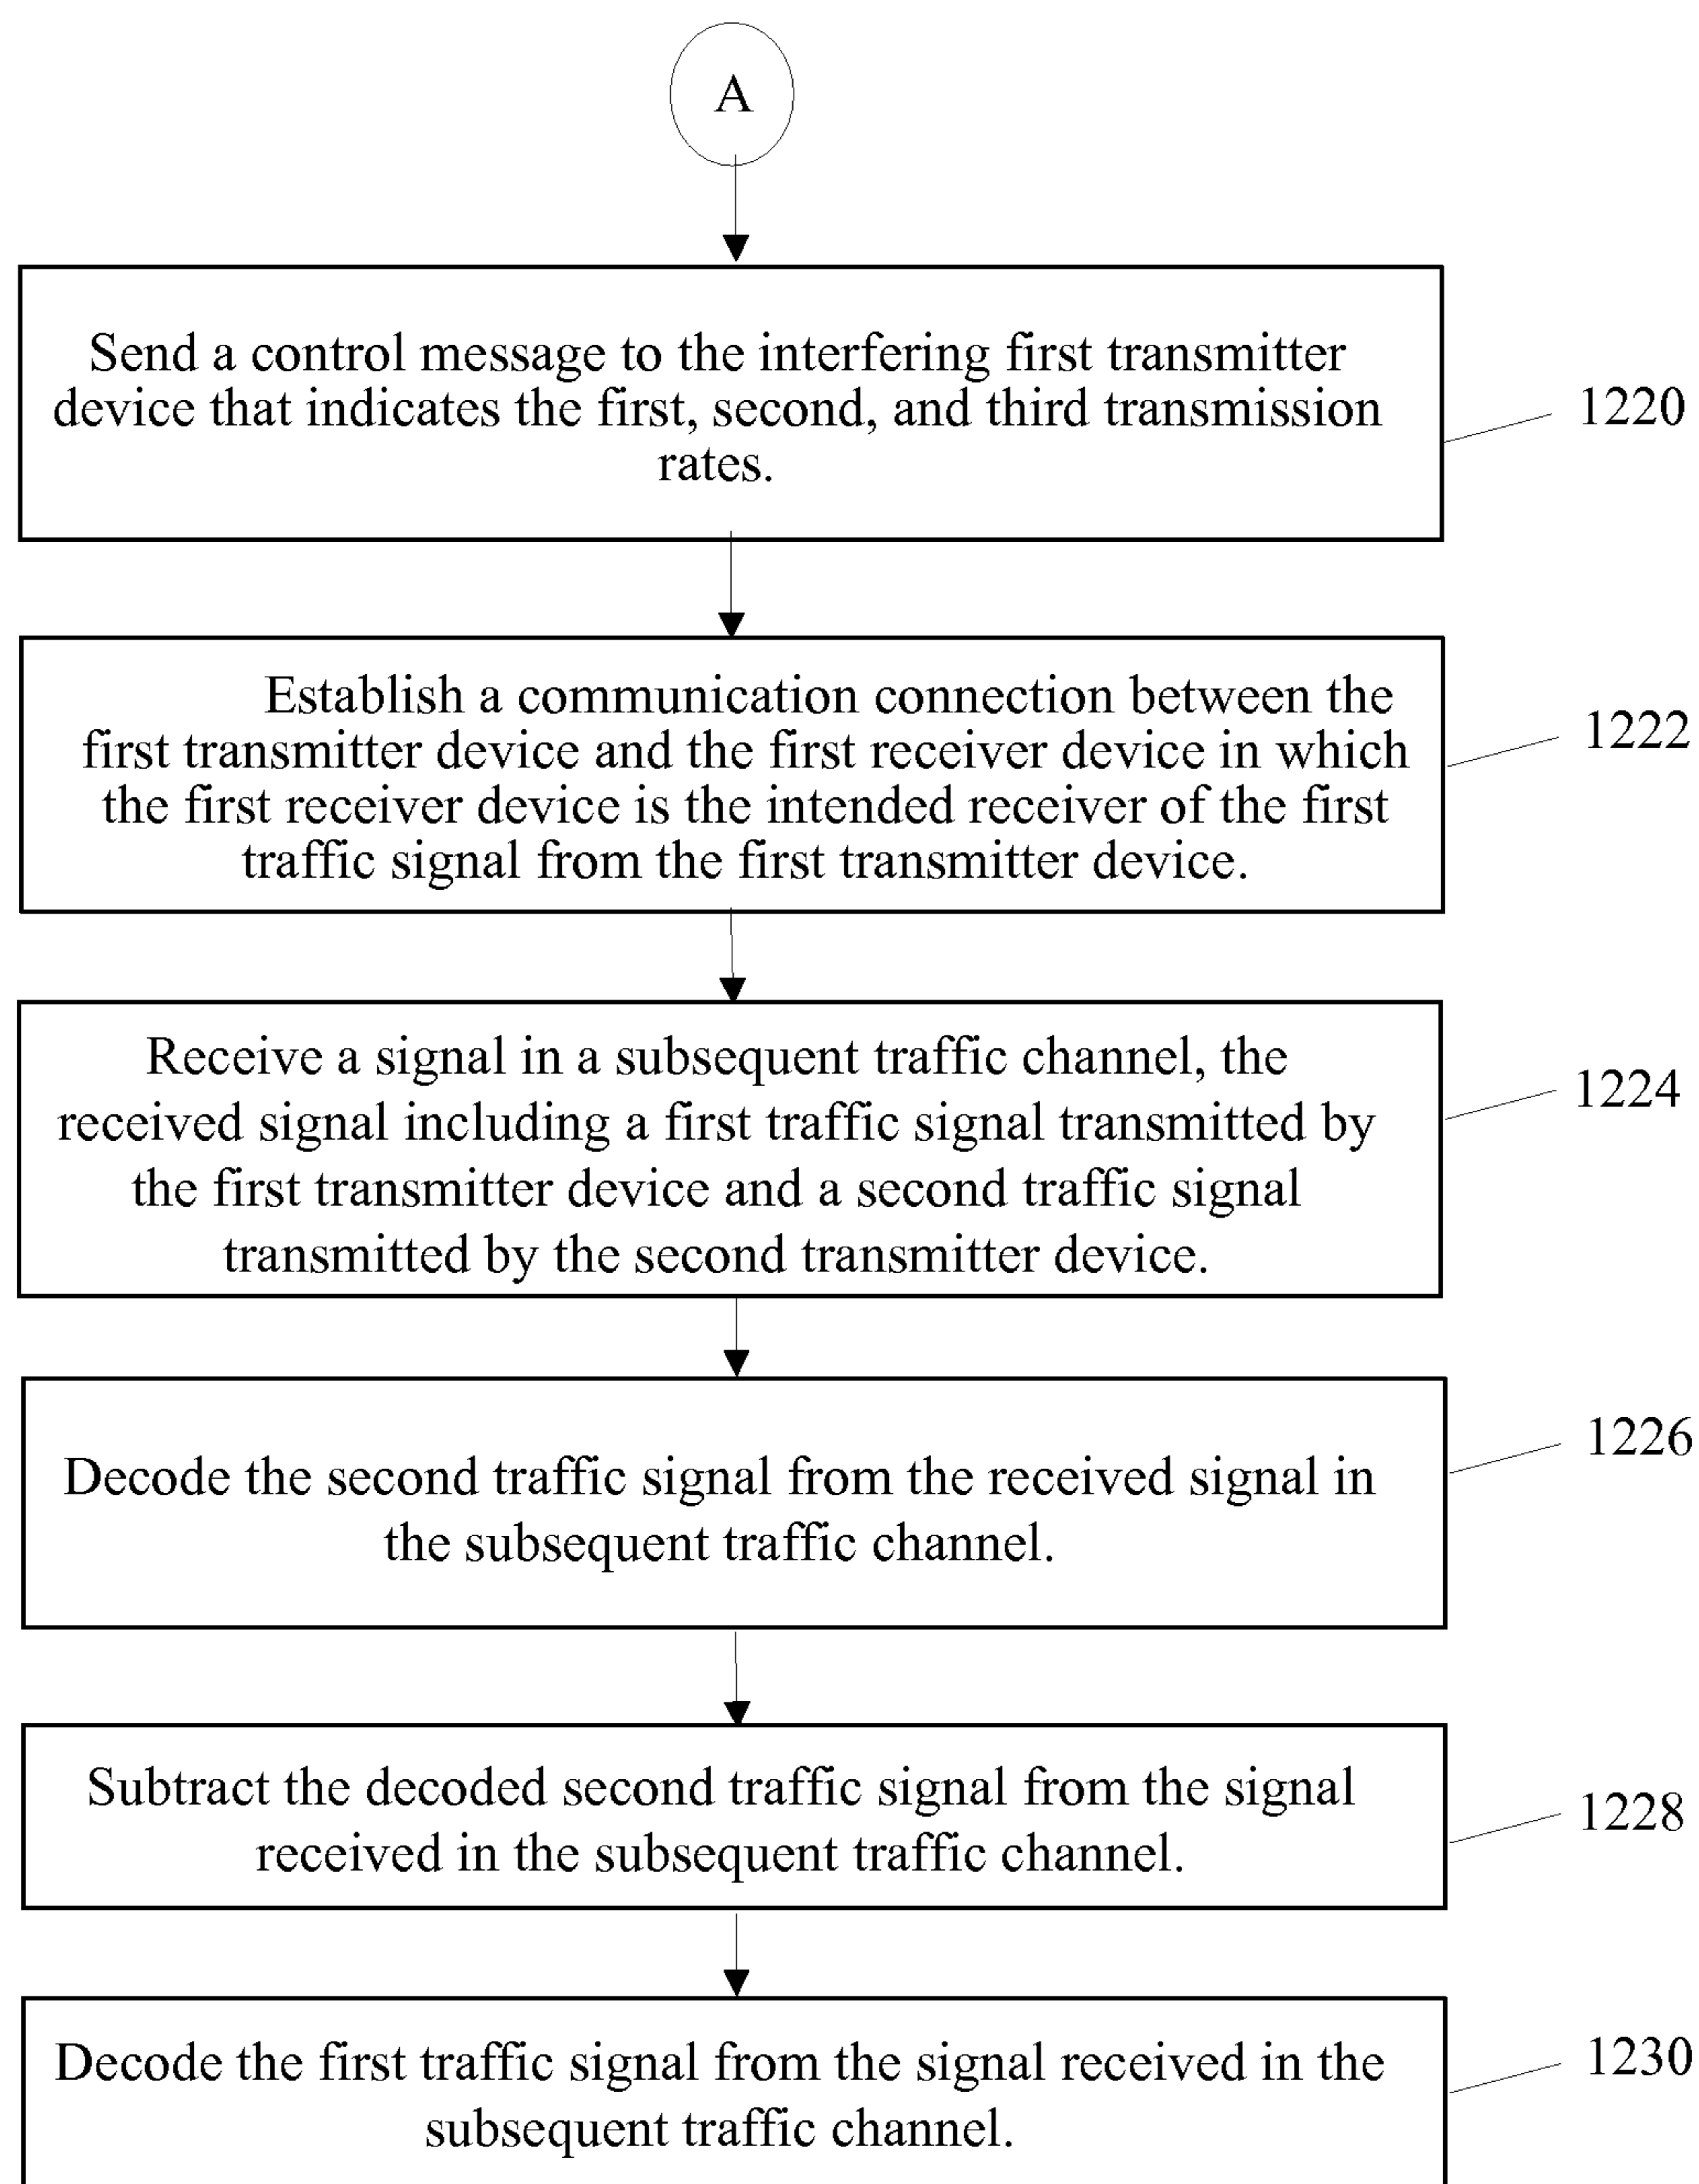 A
Send a control message to the interfering first transmitter
device that indicates the first, second, and third transmission
rates.
1220
Establish a communication connection between the
first transmitter device and the first receiver device in which
the first receiver device is the intended receiver of the first
traffic signal from the first transmitter device.
1222
Receive a signal in a subsequent traffic channel, the
received signal including a first traffic signal transmitted by
the first transmitter device and a second traffic signal
transmitted by the second transmitter device.
1224
Decode the second traffic signal from the received signal in
the subsequent traffic channel.
1226
Subtract the decoded second traffic signal from the signal
received in the subsequent traffic channel.
1228
Decode the first traffic signal from the signal received in the
subsequent traffic channel.
1230